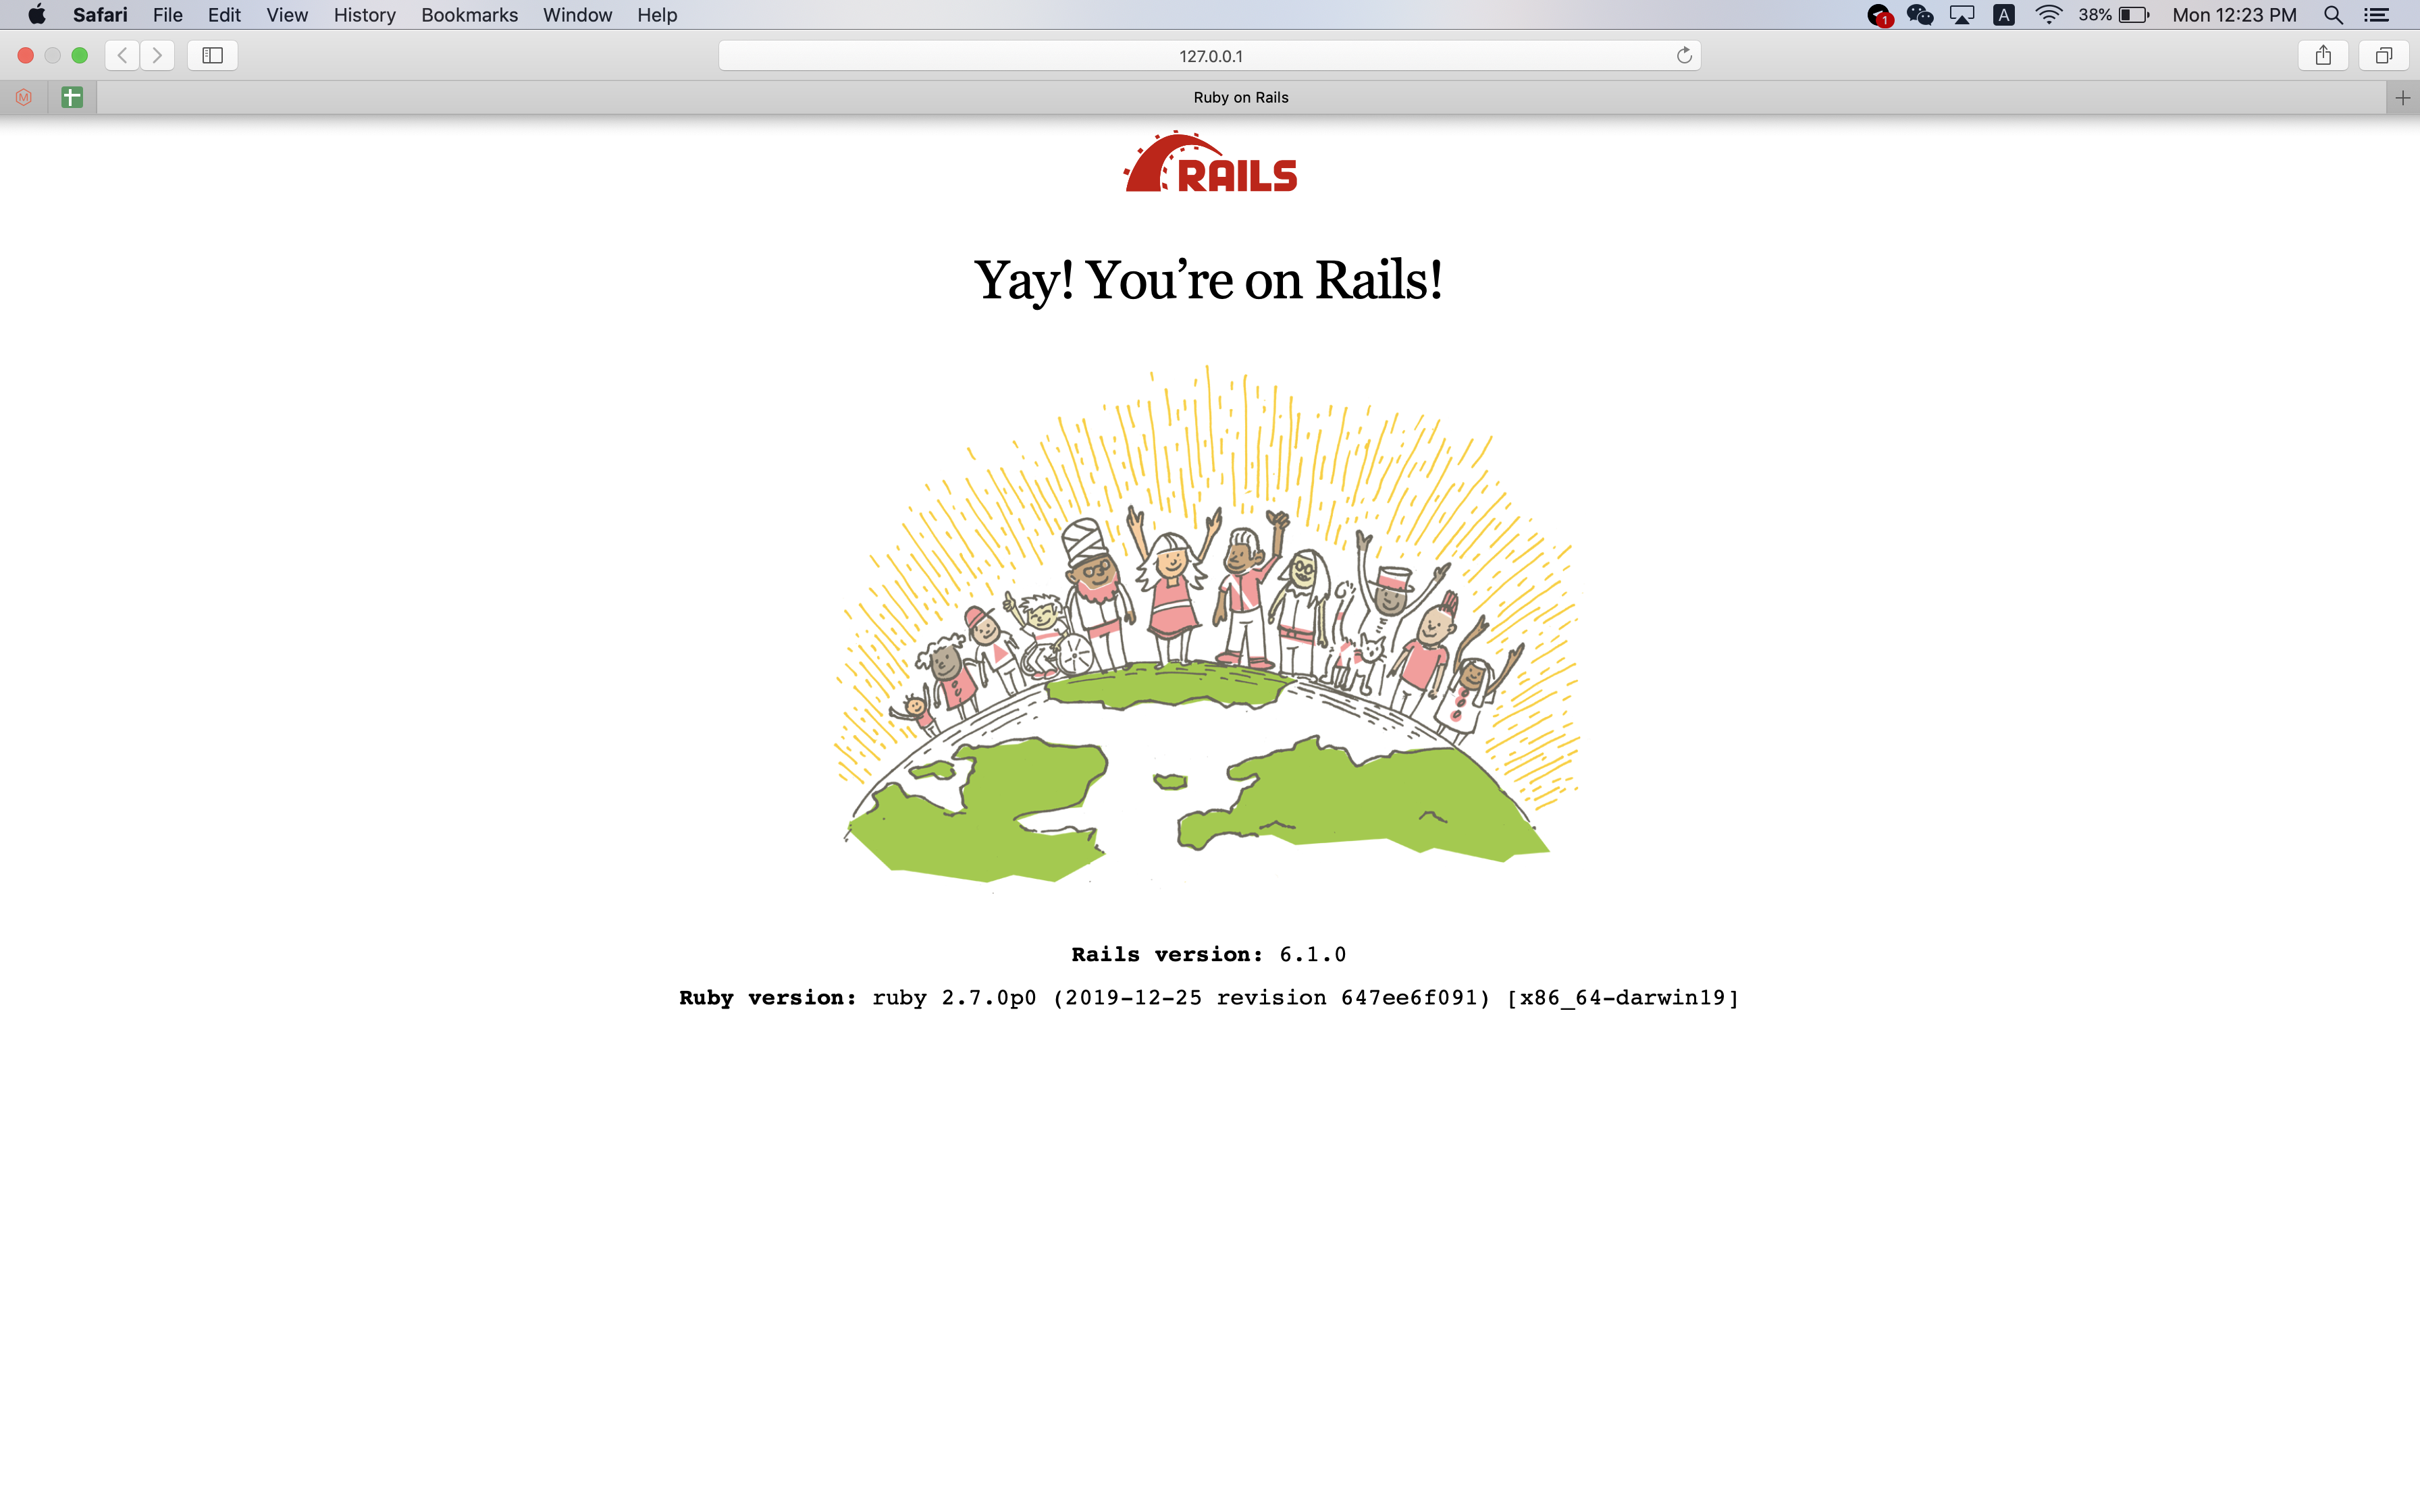 Safari File Edit View History Bookmarks Window Help 1 A 38% Mon 12:23 PM
127.0.0.1
M Ruby on Rails
RAILS
Yay! You’re on Rails!
Rails version: 6.1.0
Ruby version: ruby 2.7.0p0 (2019-12-25 revision 647ee6f091) [x86_64-darwin19]